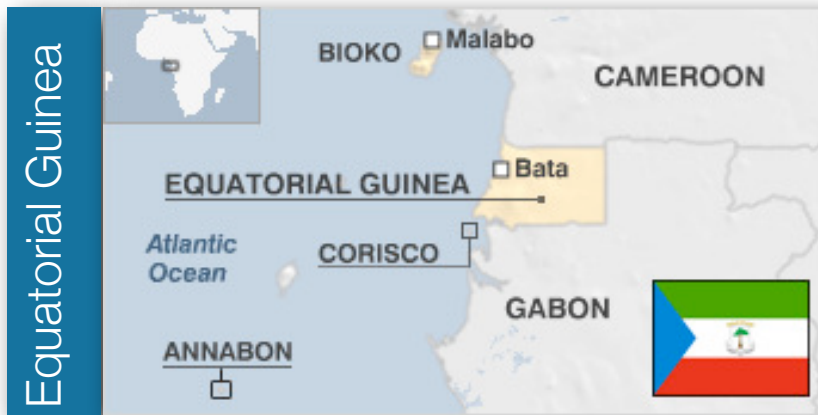 Equatorial Guinea
BIOKO
Malabo
CAMEROON
Bata
EQUATORIAL GUINEA
Atlantic
Ocean
CORISCO
GABON
ANNABON